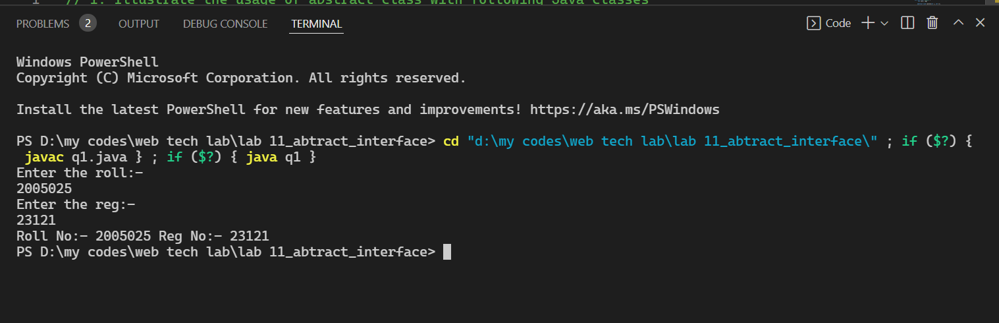 1 // 1. Illustrate the usage of abstract class with following Java classes
PROBLEMS 2 OUTPUT DEBUG CONSOLE TERMINAL Code
Windows PowerShell
Copyright (C) Microsoft Corporation. All rights reserved.
Install the latest PowerShell for new features and improvements! https://aka.ms/PSWindows
PS D:\my codes\web tech lab\lab 11_abtract_interface> cd "d:\my codes\web tech lab\lab 11_abtract_interface\" ; if ($?) {
javac q1.java } ; if ($?) { java q1 }
Enter the roll:-
2005025
Enter the reg:-
23121
Roll No:- 2005025 Reg No:- 23121
PS D:\my codes\web tech lab\lab 11_abtract_interface>